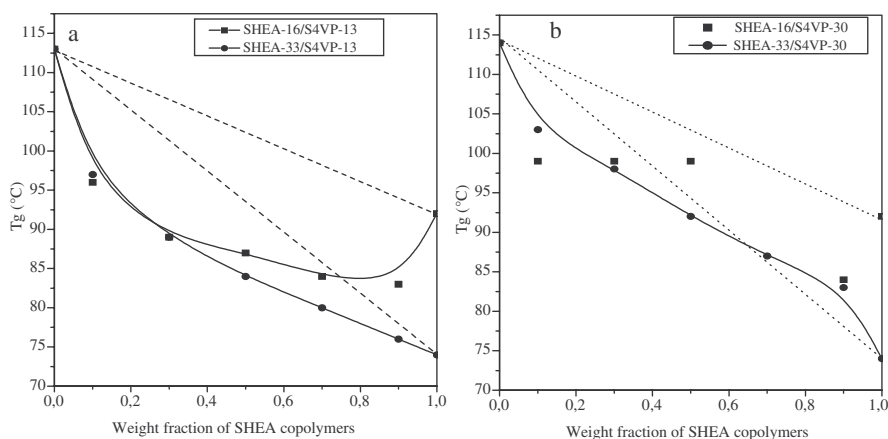 a
SHEA-16/S4VP-13
SHEA-33/S4VP-13
115
110
105
100
95
90
85
80
75
70
Tg (°C)
0,0 0,2 0,4 0,6 0,8 1,0
Weight fraction of SHEA copolymers
b
SHEA-16/S4VP-30
SHEA-33/S4VP-30
115
110
105
100
95
90
85
80
75
70
Tg (°C)
0,0 0,2 0,4 0,6 0,8 1,0
Weight fraction of SHEA copolymers